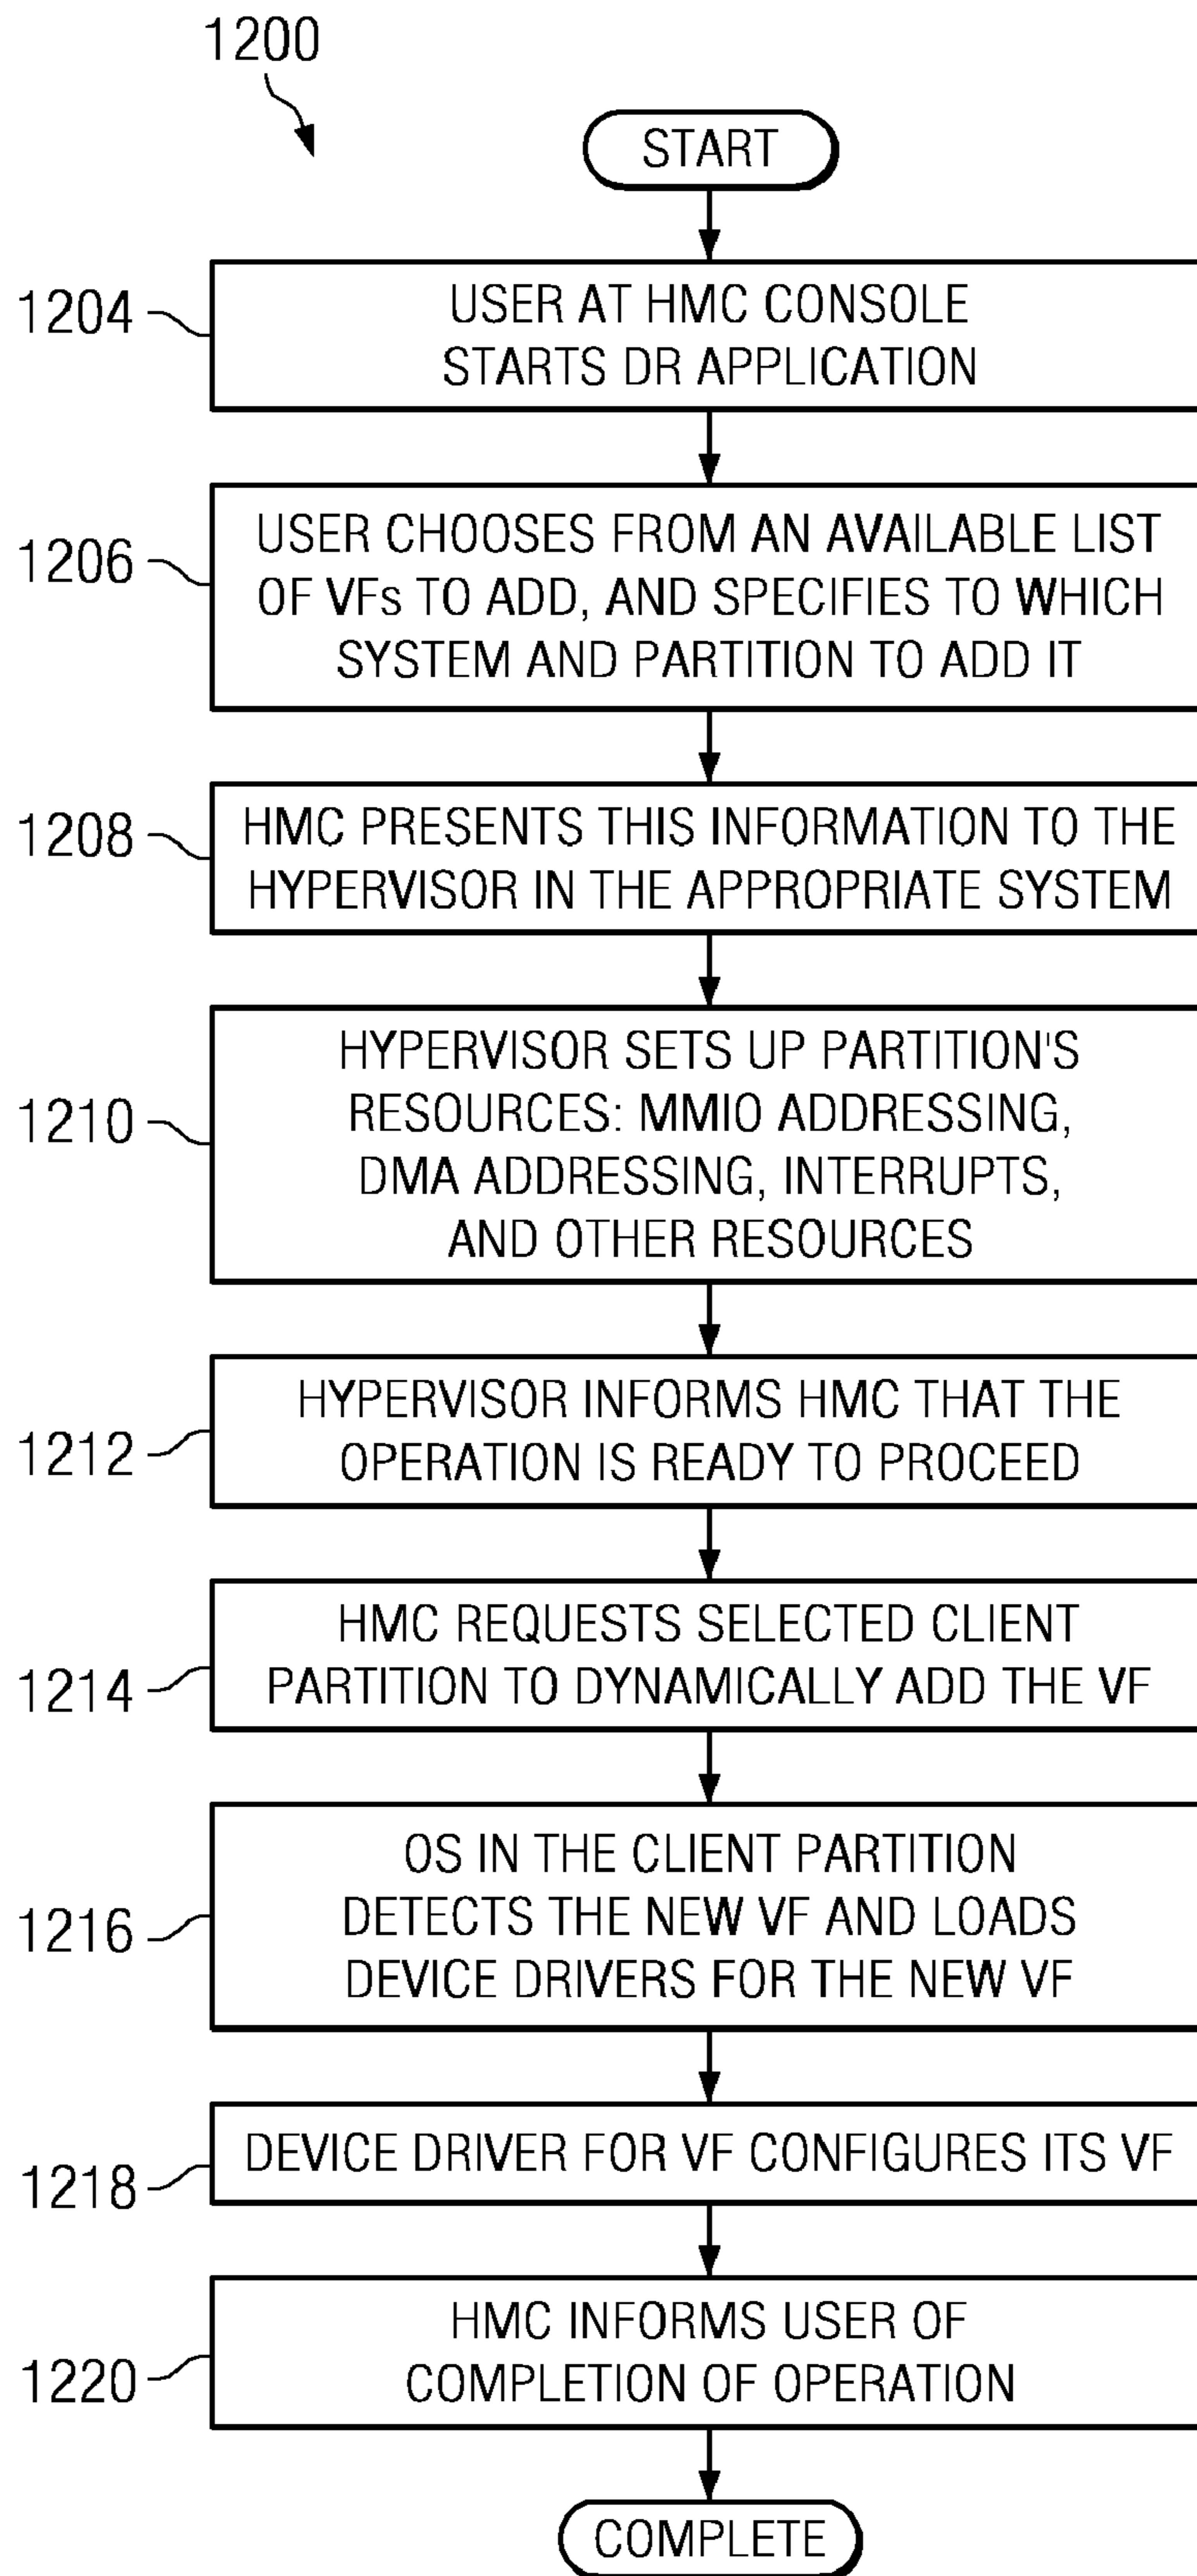 1200
START
1204
USER AT HMC CONSOLE
STARTS DR APPLICATION
1206
USER CHOOSES FROM AN AVAILABLE LIST
OF VFs TO ADD, AND SPECIFIES TO WHICH
SYSTEM AND PARTITION TO ADD IT
1208
HMC PRESENTS THIS INFORMATION TO THE
HYPERVISOR IN THE APPROPRIATE SYSTEM
1210
HYPERVISOR SETS UP PARTITION'S
RESOURCES: MMIO ADDRESSING,
DMA ADDRESSING, INTERRUPTS,
AND OTHER RESOURCES
1212
HYPERVISOR INFORMS HMC THAT THE
OPERATION IS READY TO PROCEED
1214
HMC REQUESTS SELECTED CLIENT
PARTITION TO DYNAMICALLY ADD THE VF
1216
OS IN THE CLIENT PARTITION
DETECTS THE NEW VF AND LOADS
DEVICE DRIVERS FOR THE NEW VF
1218
DEVICE DRIVER FOR VF CONFIGURES ITS VF
1220
HMC INFORMS USER OF
COMPLETION OF OPERATION
COMPLETE